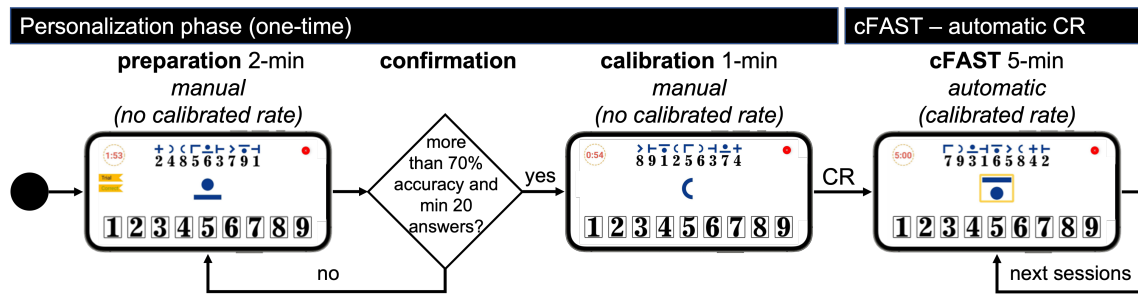 Personalization phase (one-time)
cFAST – automatic CR
preparation 2-min
manual
(no calibrated rate)
1:53
2 4 8 5 6 3 7 9 1
Trial
1 2 3 4 5 6 7 8 9
confirmation
more
than 70%
accuracy and
min 20
answers?
yes
no
calibration 1-min
manual
(no calibrated rate)
0:54
8 9 1 2 5 6 3 7 4
1 2 3 4 5 6 7 8 9
CR
cFAST 5-min
automatic
(calibrated rate)
5:00
7 9 3 1 6 5 8 4 2
1 2 3 4 5 6 7 8 9
next sessions